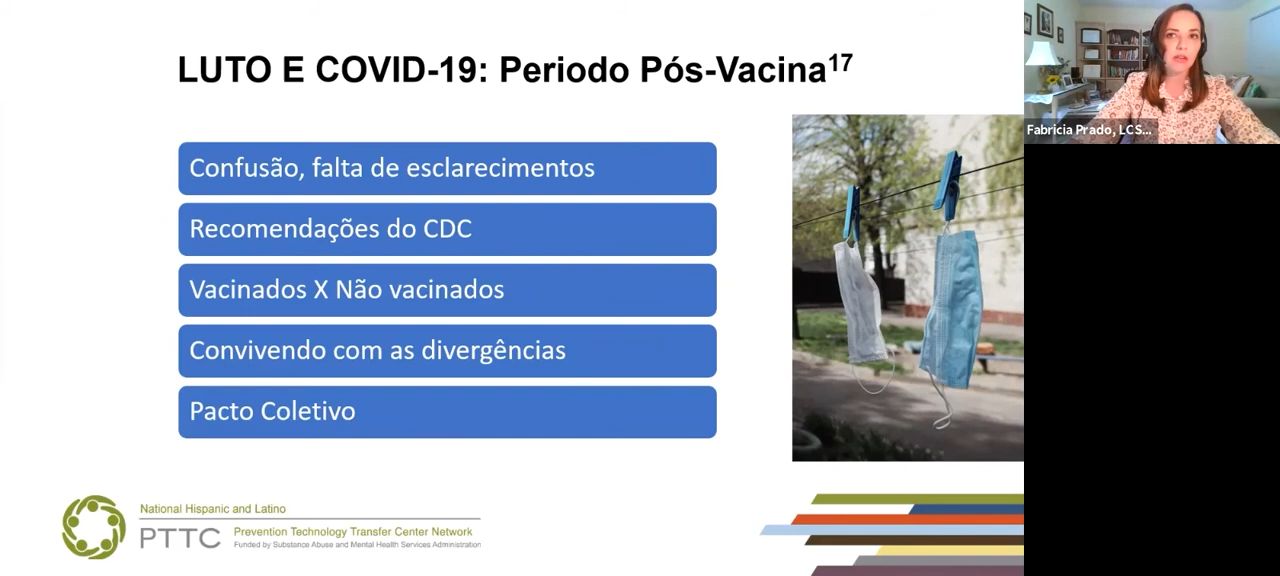 LUTO E COVID-19: Periodo Pós-Vacina17
Confusão, falta de esclarecimentos
Recomendações do CDC
Vacinados X Não vacinados
Convivendo com as divergências
Pacto Coletivo
National Hispanic and Latino
PTTC
Prevention Technology Transfer Center Network
Funded by Substance Abuse and Mental Health Services Administration
Fabricia Prado, LCS...